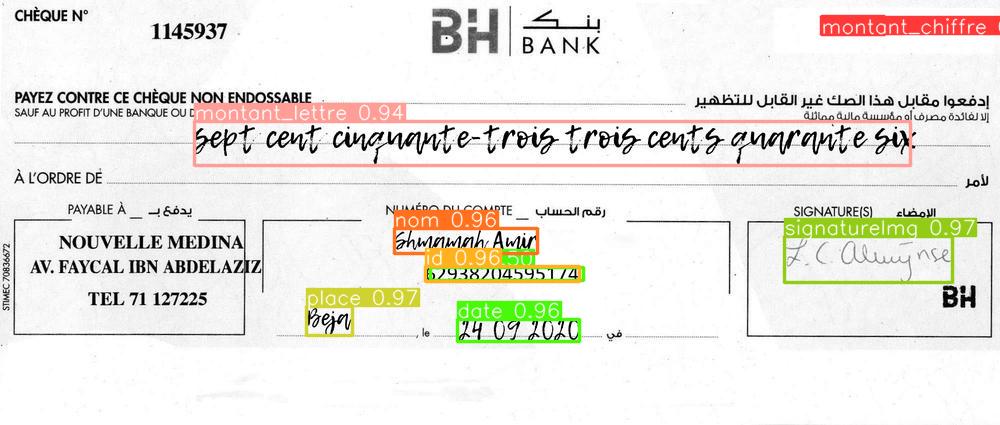 CHÈQUE N°
1145937
BH بنك BANK
montant_chiffre
PAYEZ CONTRE CE CHÈQUE NON ENDOSSABLE
إدفعوا مقابل هذا الصك غير القابل للتظهير
SAUF AU PROFIT D'UNE BANQUE OU
إلا لفائدة مصرف أو مؤسسة مالية مماثلة
montant_lettre 0.94
sept cent cinquante-trois trois cents quarante six
À L'ORDRE DE
لأمر
PAYABLE À يدفع بـ
NUMÉRO DU COMPTE رقم الحساب
SIGNATURE(S) الإمضاء
nom 0.96
signatureImg 0.97
Shmamah Amir
NOUVELLE MEDINA
id 0.96
AV. FAYCAL IBN ABDELAZIZ
62938204595174
TEL 71 127225
STIMEC 70836672
place 0.97
date 0.96
Beja
, le 24 09 2020 في
BH